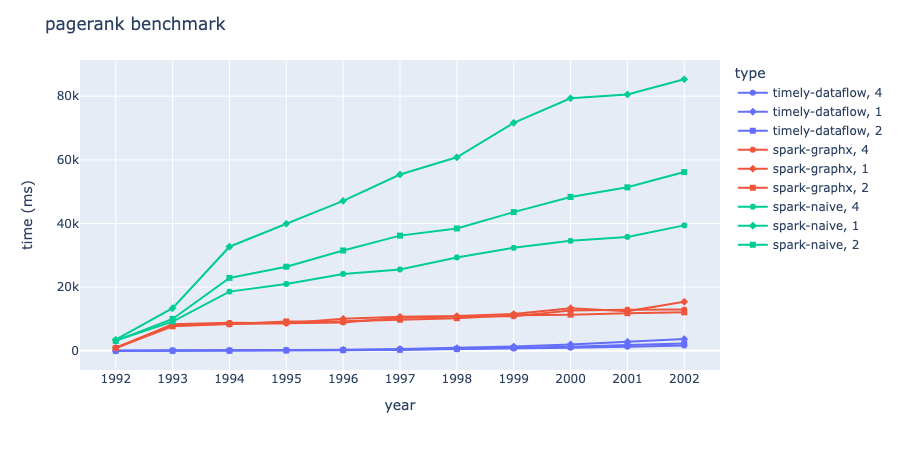 pagerank benchmark
type
timely-dataflow, 4
timely-dataflow, 1
timely-dataflow, 2
spark-graphx, 4
spark-graphx, 1
spark-graphx, 2
spark-naive, 4
spark-naive, 1
spark-naive, 2
time (ms)
80k
60k
40k
20k
0
1992 1993 1994 1995 1996 1997 1998 1999 2000 2001 2002
year